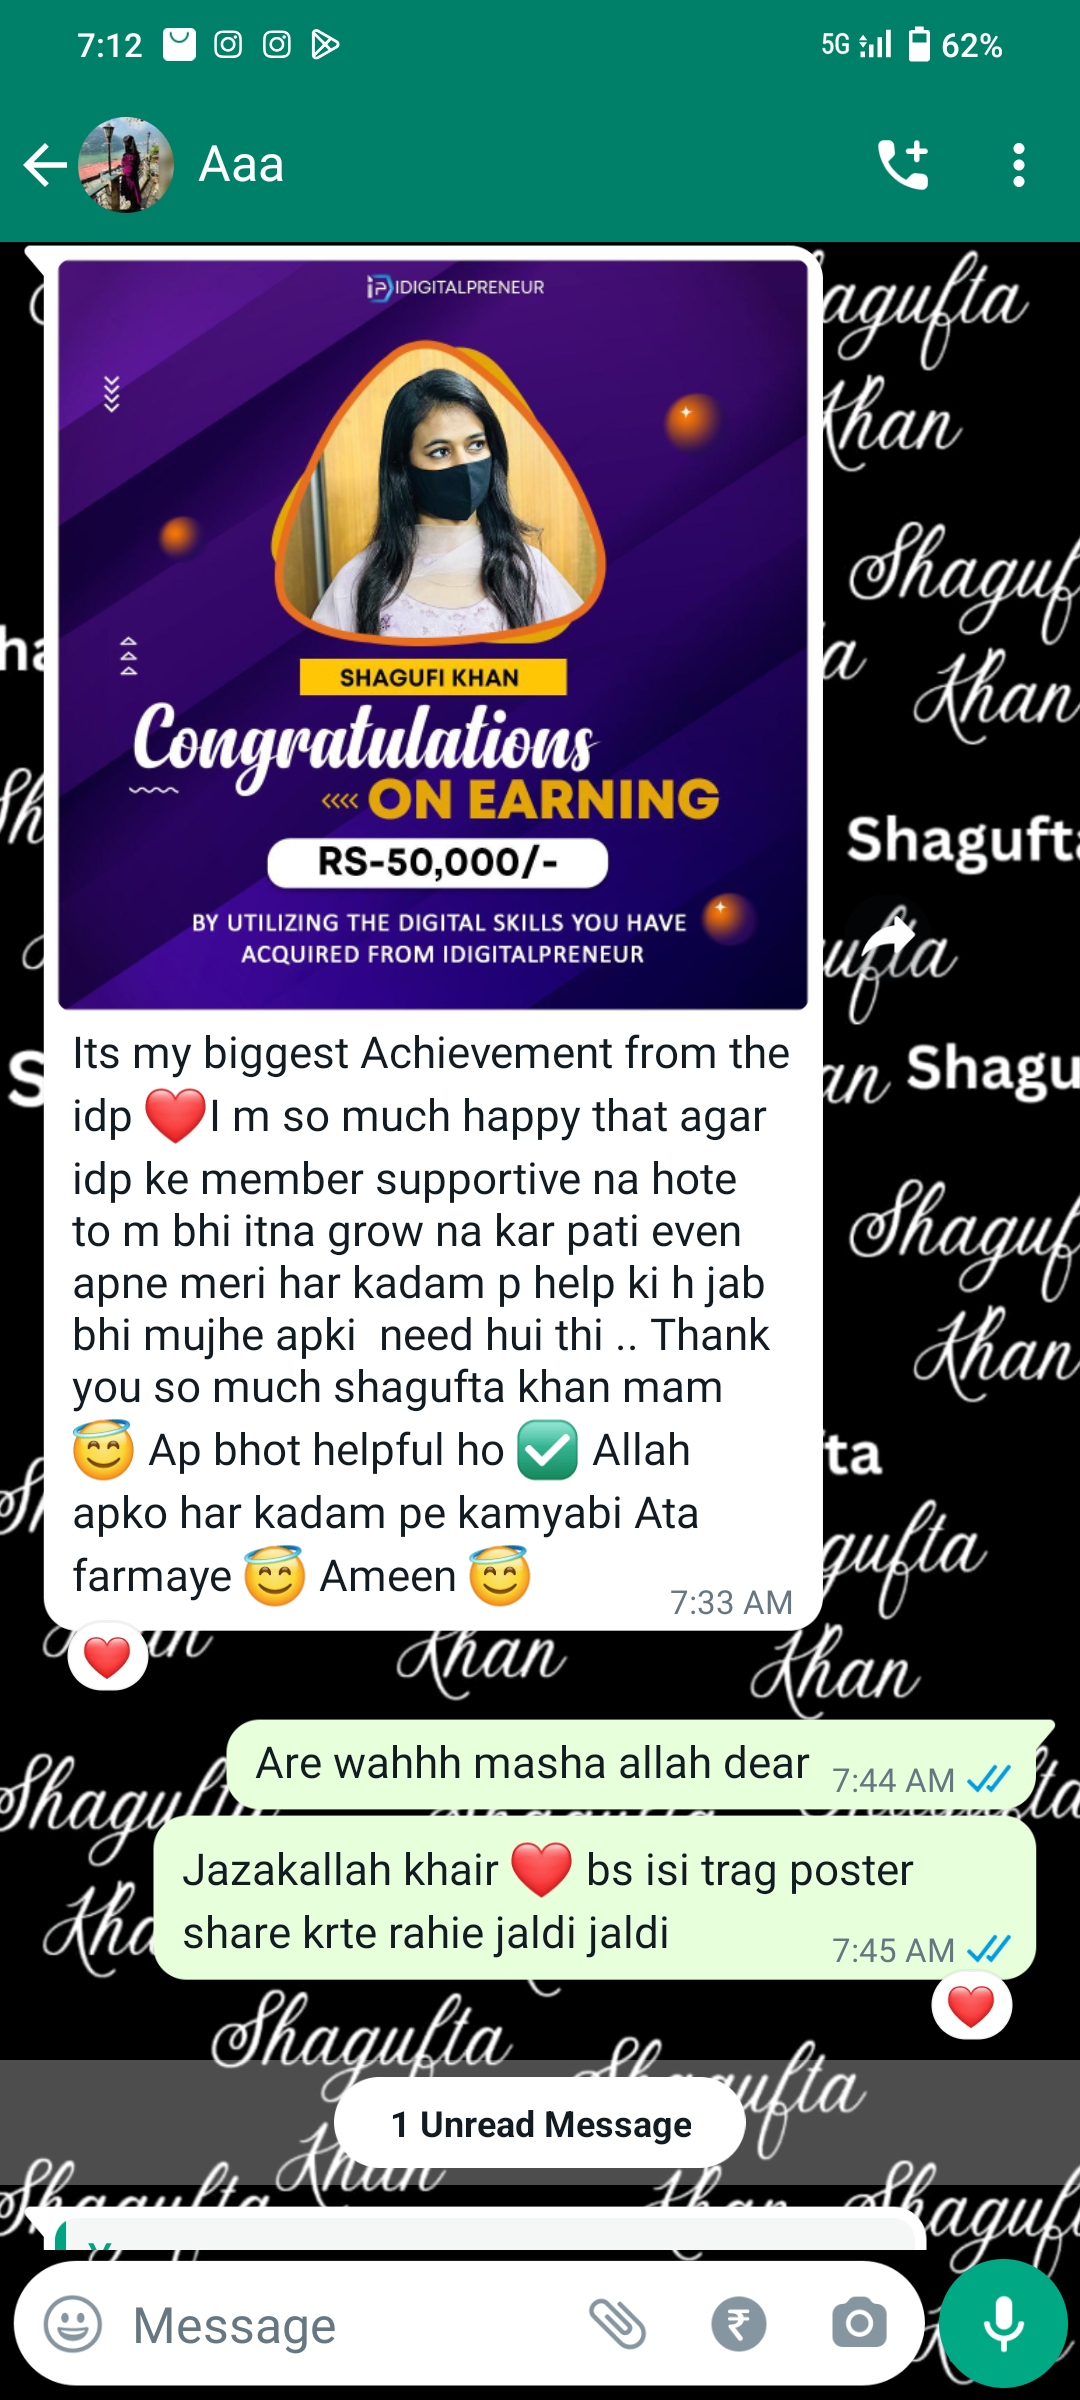 7:12
5G
62%
Aaa
IDIGITALPRENEUR
SHAGUFI KHAN
Congratulations
<<<< ON EARNING
RS-50,000/-
BY UTILIZING THE DIGITAL SKILLS YOU HAVE
ACQUIRED FROM IDIGITALPRENEUR
Its my biggest Achievement from the
idp ❤️I m so much happy that agar
idp ke member supportive na hote
to m bhi itna grow na kar pati even
apne meri har kadam p help ki h jab
bhi mujhe apki  need hui thi .. Thank
you so much shagufta khan mam
😇 Ap bhot helpful ho ✅ Allah
apko har kadam pe kamyabi Ata
farmaye 😇 Ameen 😇
7:33 AM
❤️
Are wahhh masha allah dear
7:44 AM
Jazakallah khair ❤️ bs isi trag poster
share krte rahie jaldi jaldi
7:45 AM
❤️
Shagufta
Khan
1 Unread Message
Message